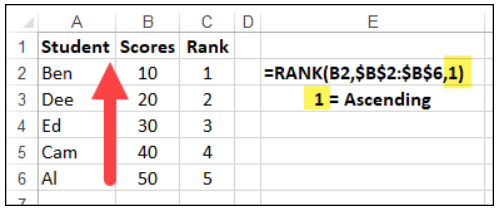 A B C D E
1 Student Scores Rank
2 Ben 10 1 =RANK(B2,$B$2:$B$6,1)
3 Dee 20 2 1 = Ascending
4 Ed 30 3
5 Cam 40 4
6 Al 50 5
7